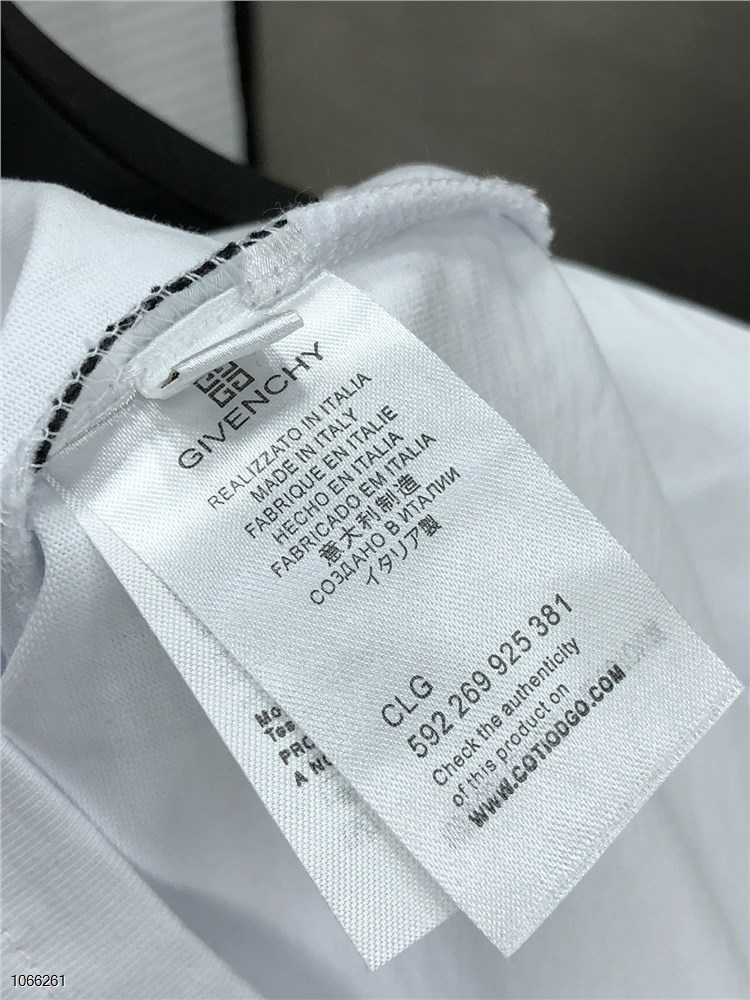 GIVENCHY
REALIZZATO IN ITALIA
MADE IN ITALY
FABRIQUE EN ITALIE
HECHO EN ITALIA
FABRICADO EM ITALIA
意大利制造
СОЗДАНО В ИТАЛИИ
イタリア製
CLG
592 269 925 381
Check the authenticity
of this product on
WWW.COTIODGO.COM
A
1066261